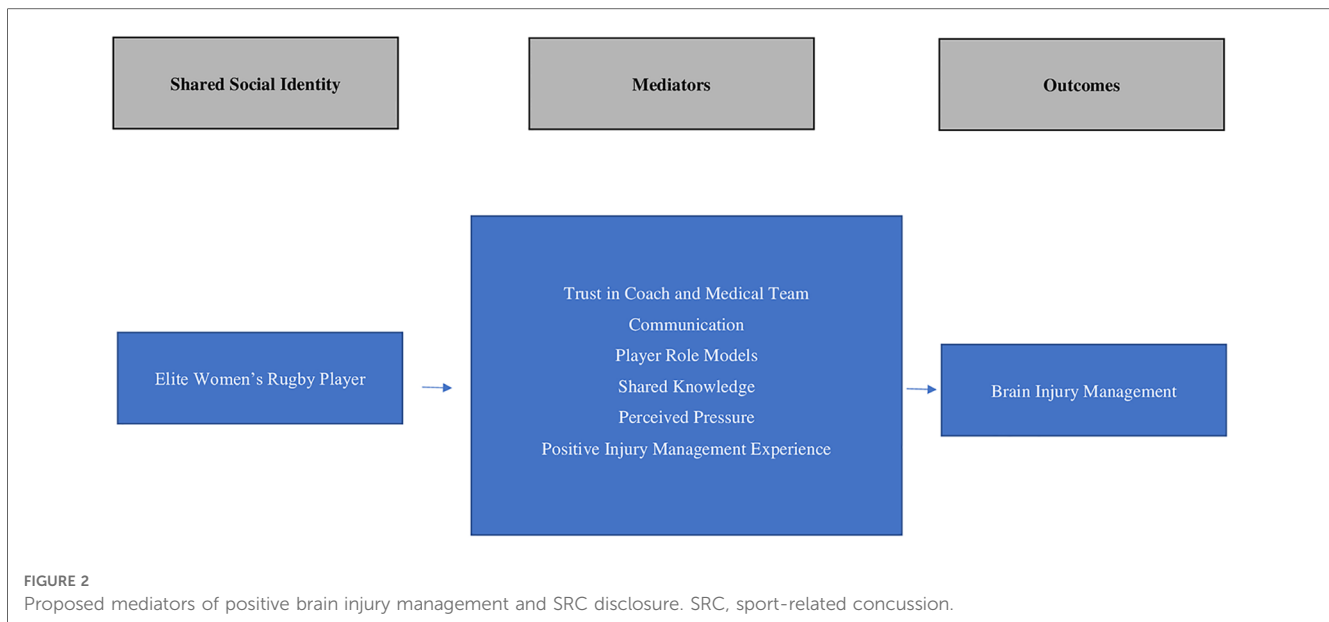 Shared Social Identity
Mediators
Outcomes
Elite Women's Rugby Player
Trust in Coach and Medical Team
Communication
Player Role Models
Shared Knowledge
Perceived Pressure
Positive Injury Management Experience
Brain Injury Management
FIGURE 2
Proposed mediators of positive brain injury management and SRC disclosure. SRC, sport-related concussion.